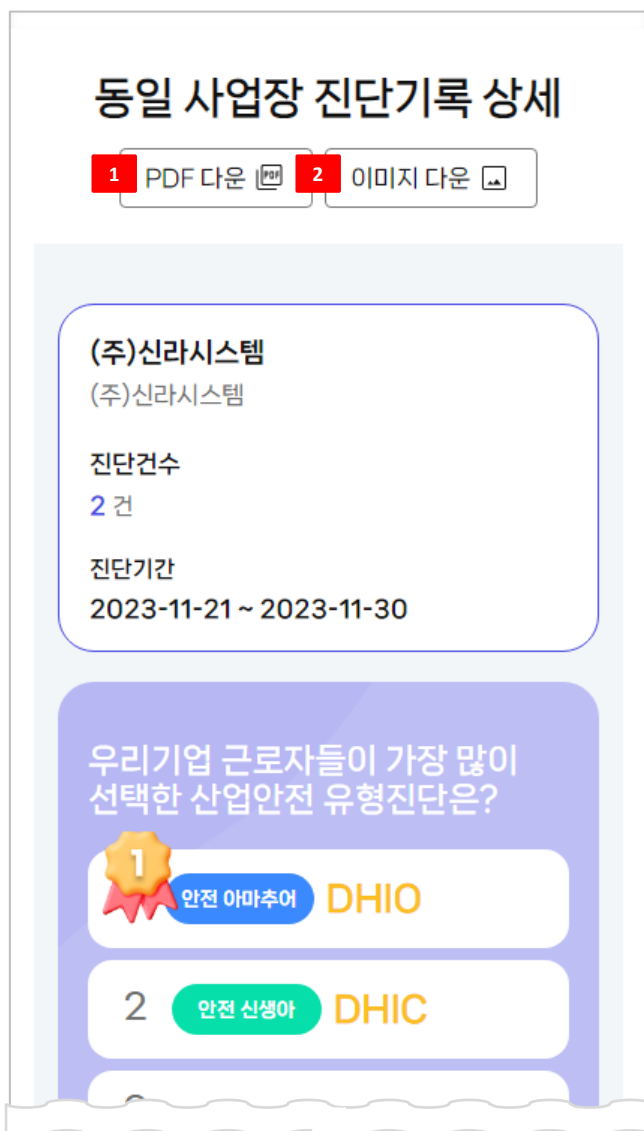 동일 사업장 진단기록 상세
1 PDF 다운 PDF 2 이미지 다운
(주)신라시스템
(주)신라시스템
진단건수
2 건
진단기간
2023-11-21 ~ 2023-11-30
우리기업 근로자들이 가장 많이
선택한 산업안전 유형진단은?
1 안전 아마추어 DHIO
2 안전 신생아 DHIC